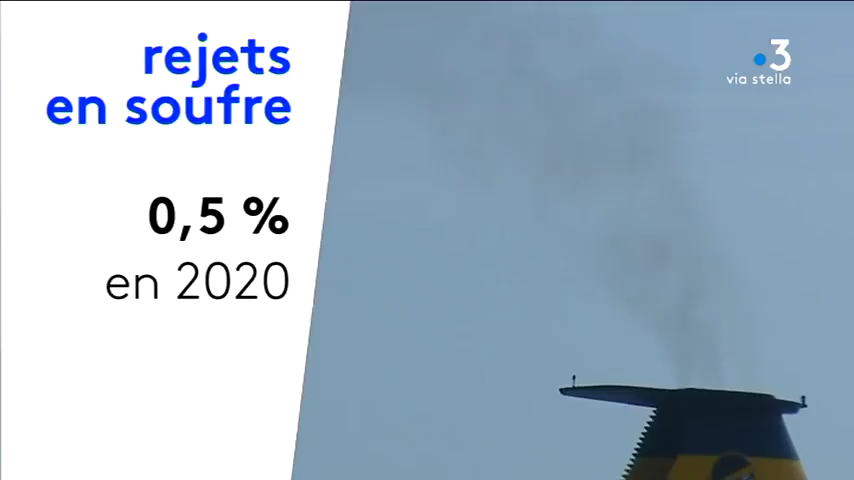 rejets
en soufre
0,5 %
en 2020
3
via stella